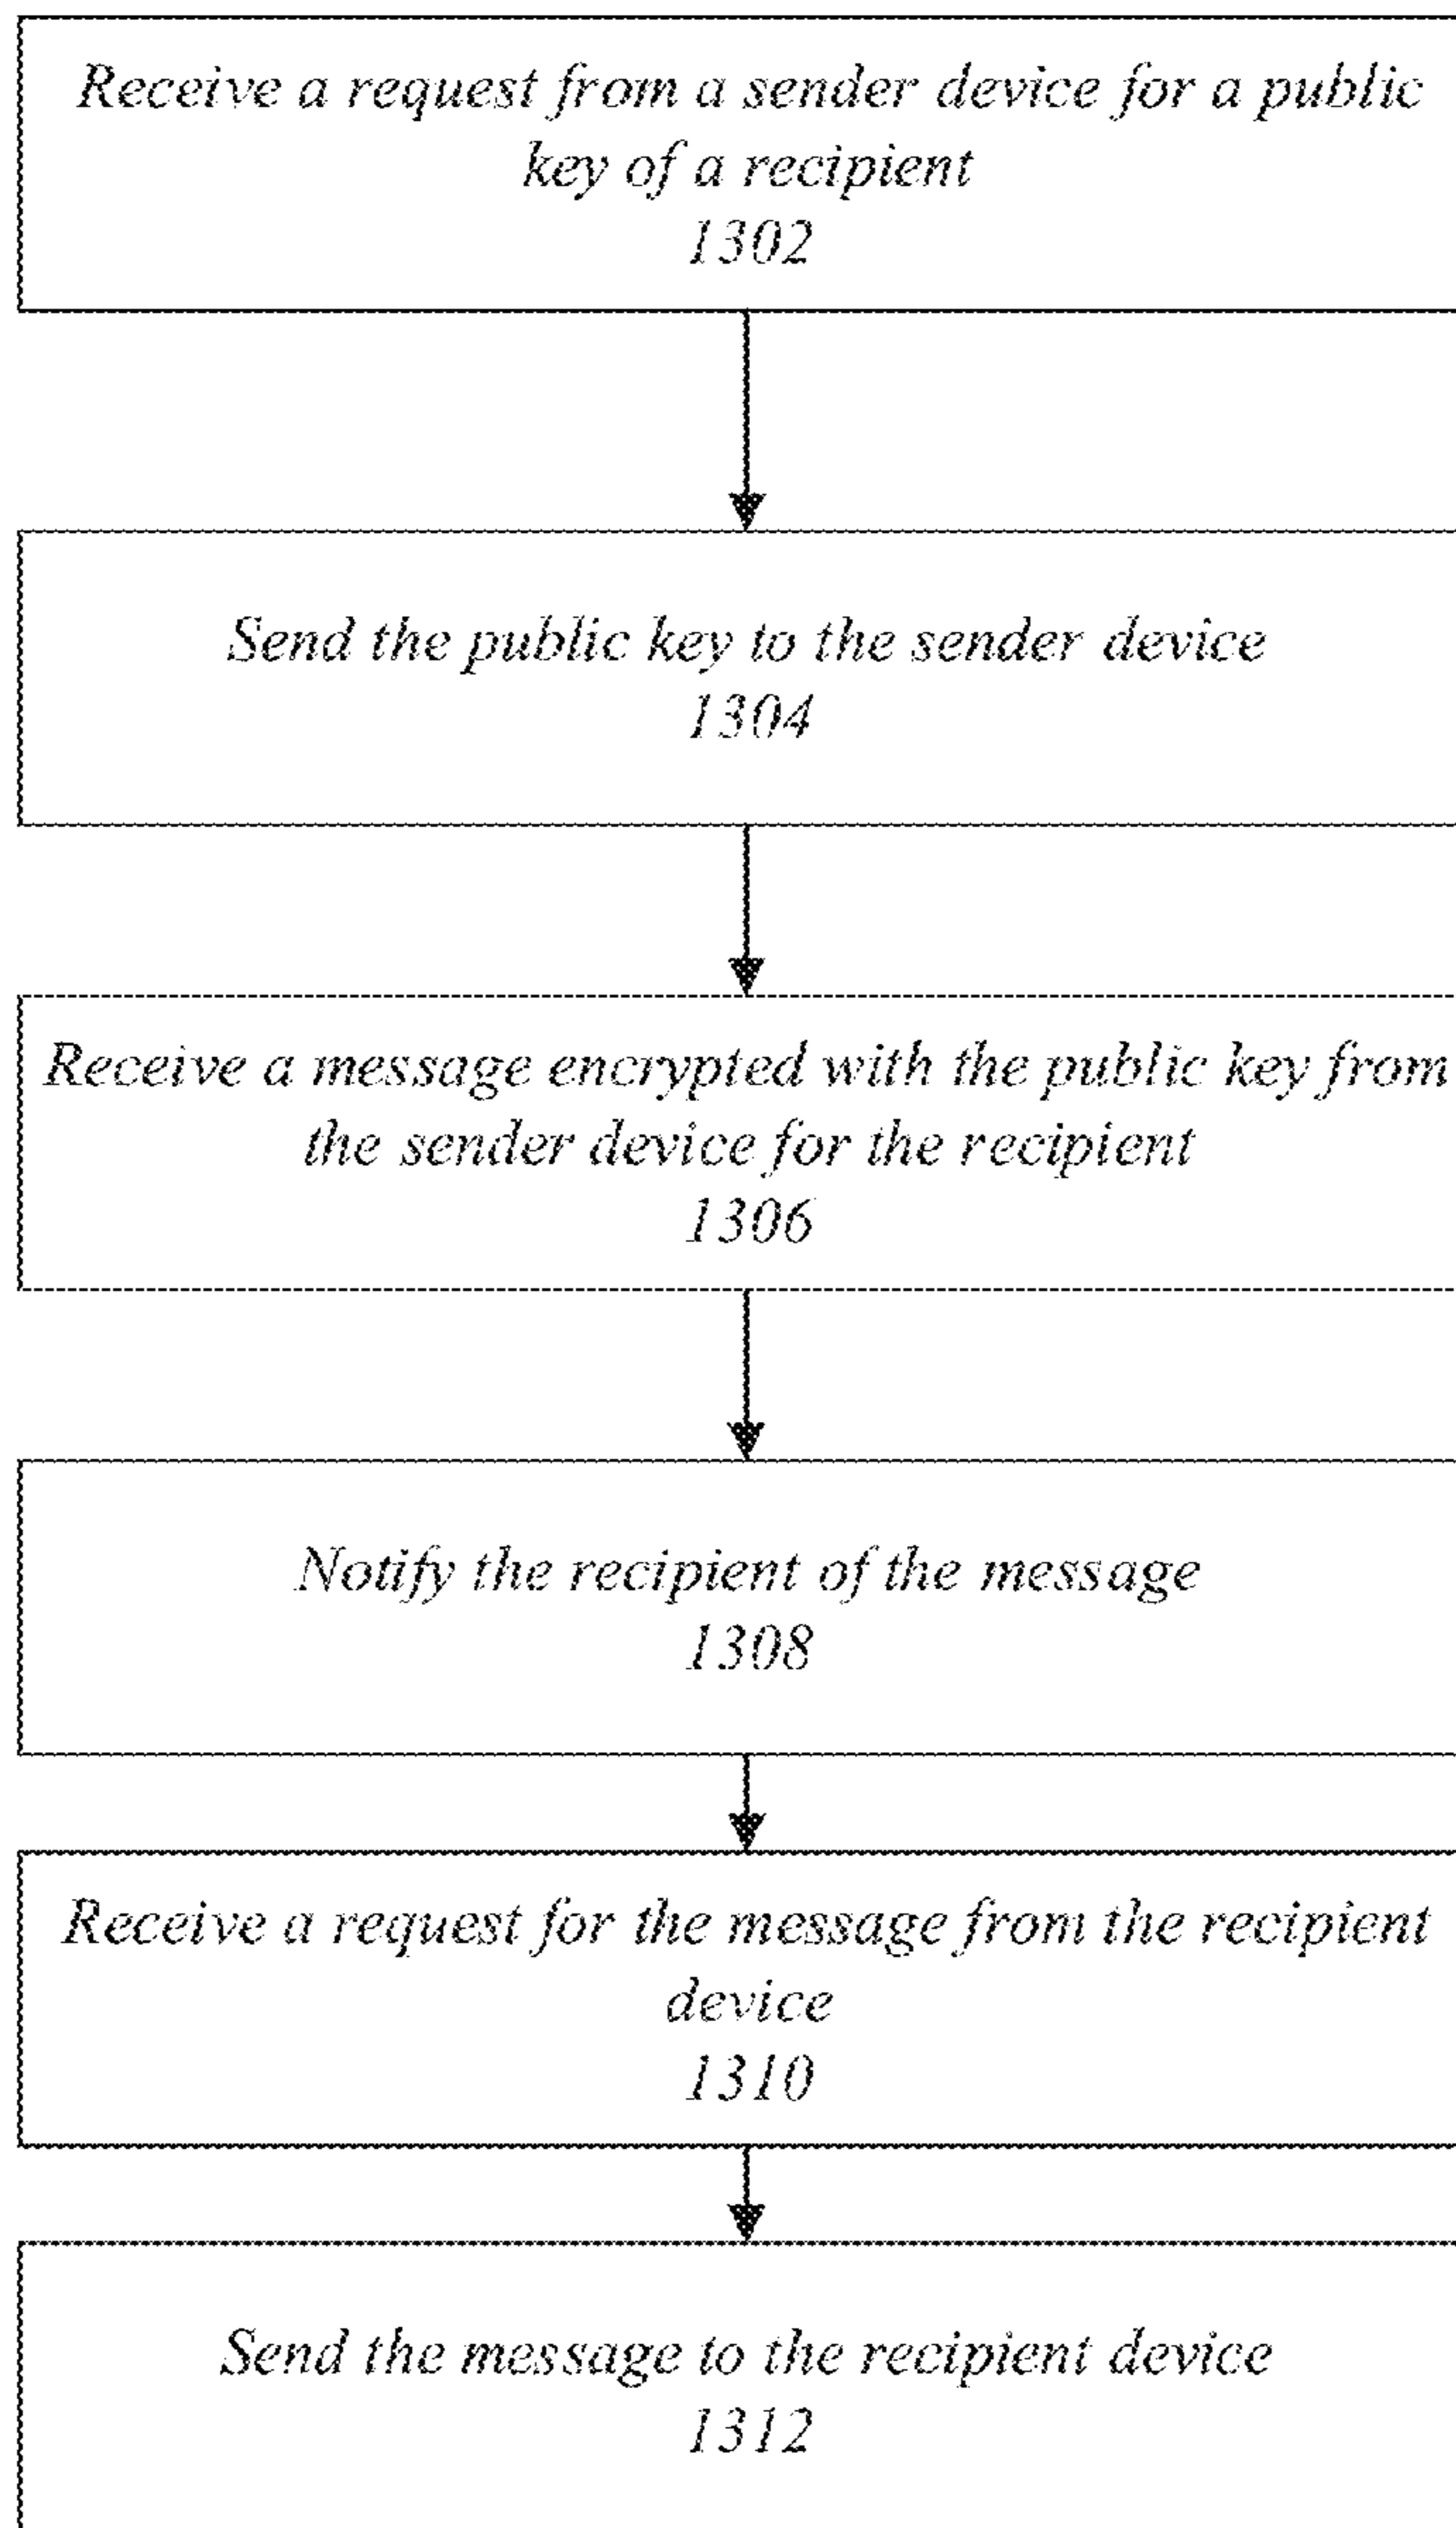 Receive a request from a sender device for a public
key of a recipient
1302
Send the public key to the sender device
1304
Receive a message encrypted with the public key from
the sender device for the recipient
1306
Notify the recipient of the message
1308
Receive a request for the message from the recipient
device
1310
Send the message to the recipient device
1312